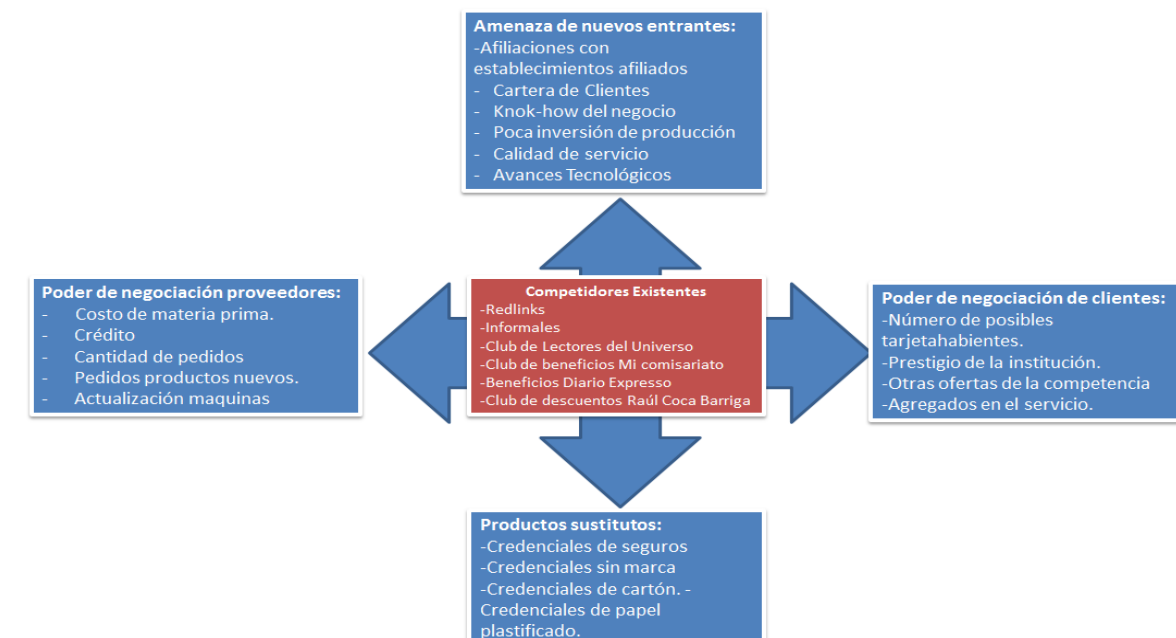 Amenaza de nuevos entrantes:
-Afiliaciones con
establecimientos afiliados
- Cartera de Clientes
- Knok-how del negocio
- Poca inversión de producción
- Calidad de servicio
- Avances Tecnológicos
Poder de negociación proveedores:
- Costo de materia prima.
- Crédito
- Cantidad de pedidos
- Pedidos productos nuevos.
- Actualización maquinas
Competidores Existentes
-Redlinks
-Informales
-Club de Lectores del Universo
-Club de beneficios Mi comisariato
-Beneficios Diario Expresso
-Club de descuentos Raúl Coca Barriga
Poder de negociación de clientes:
-Número de posibles
tarjetahabientes.
-Prestigio de la institución.
-Otras ofertas de la competencia
-Agregados en el servicio.
Productos sustitutos:
-Credenciales de seguros
-Credenciales sin marca
-Credenciales de cartón. -
Credenciales de papel
plastificado.